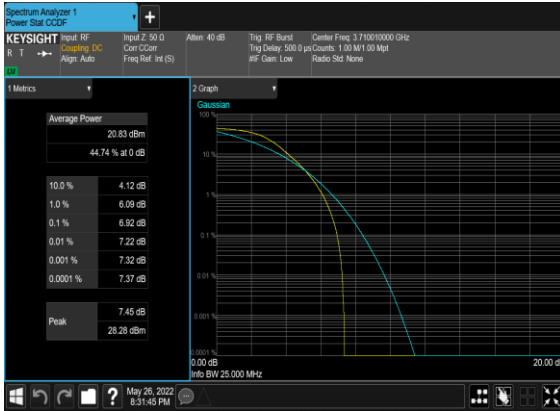 Spectrum Analyzer 1
Power Stat CCDF
+
KEYSIGHT
R T
Input: RF
Coupling: DC
Align: Auto
Input Z: 50 Ω
Corr CCorr
Freq Ref: Int (S)
Atten: 40 dB
Trig: RF Burst
Trig Delay: 500.0 µs
#IF Gain: Low
Center Freq: 3.710010000 GHz
Counts: 1.00 M/1.00 Mpt
Radio Std: None
1 Metrics
Average Power
20.83 dBm
44.74 % at 0 dB
10.0 % 4.12 dB
1.0 % 6.09 dB
0.1 % 6.92 dB
0.01 % 7.22 dB
0.001 % 7.32 dB
0.0001 % 7.37 dB
Peak
7.45 dB
28.28 dBm
2 Graph
Gaussian
100 %
10 %
1 %
0.1 %
0.01 %
0.001 %
0.0001 %
0.00 dB
20.00 d
Info BW 25.000 MHz
?
May 26, 2022
8:31:45 PM